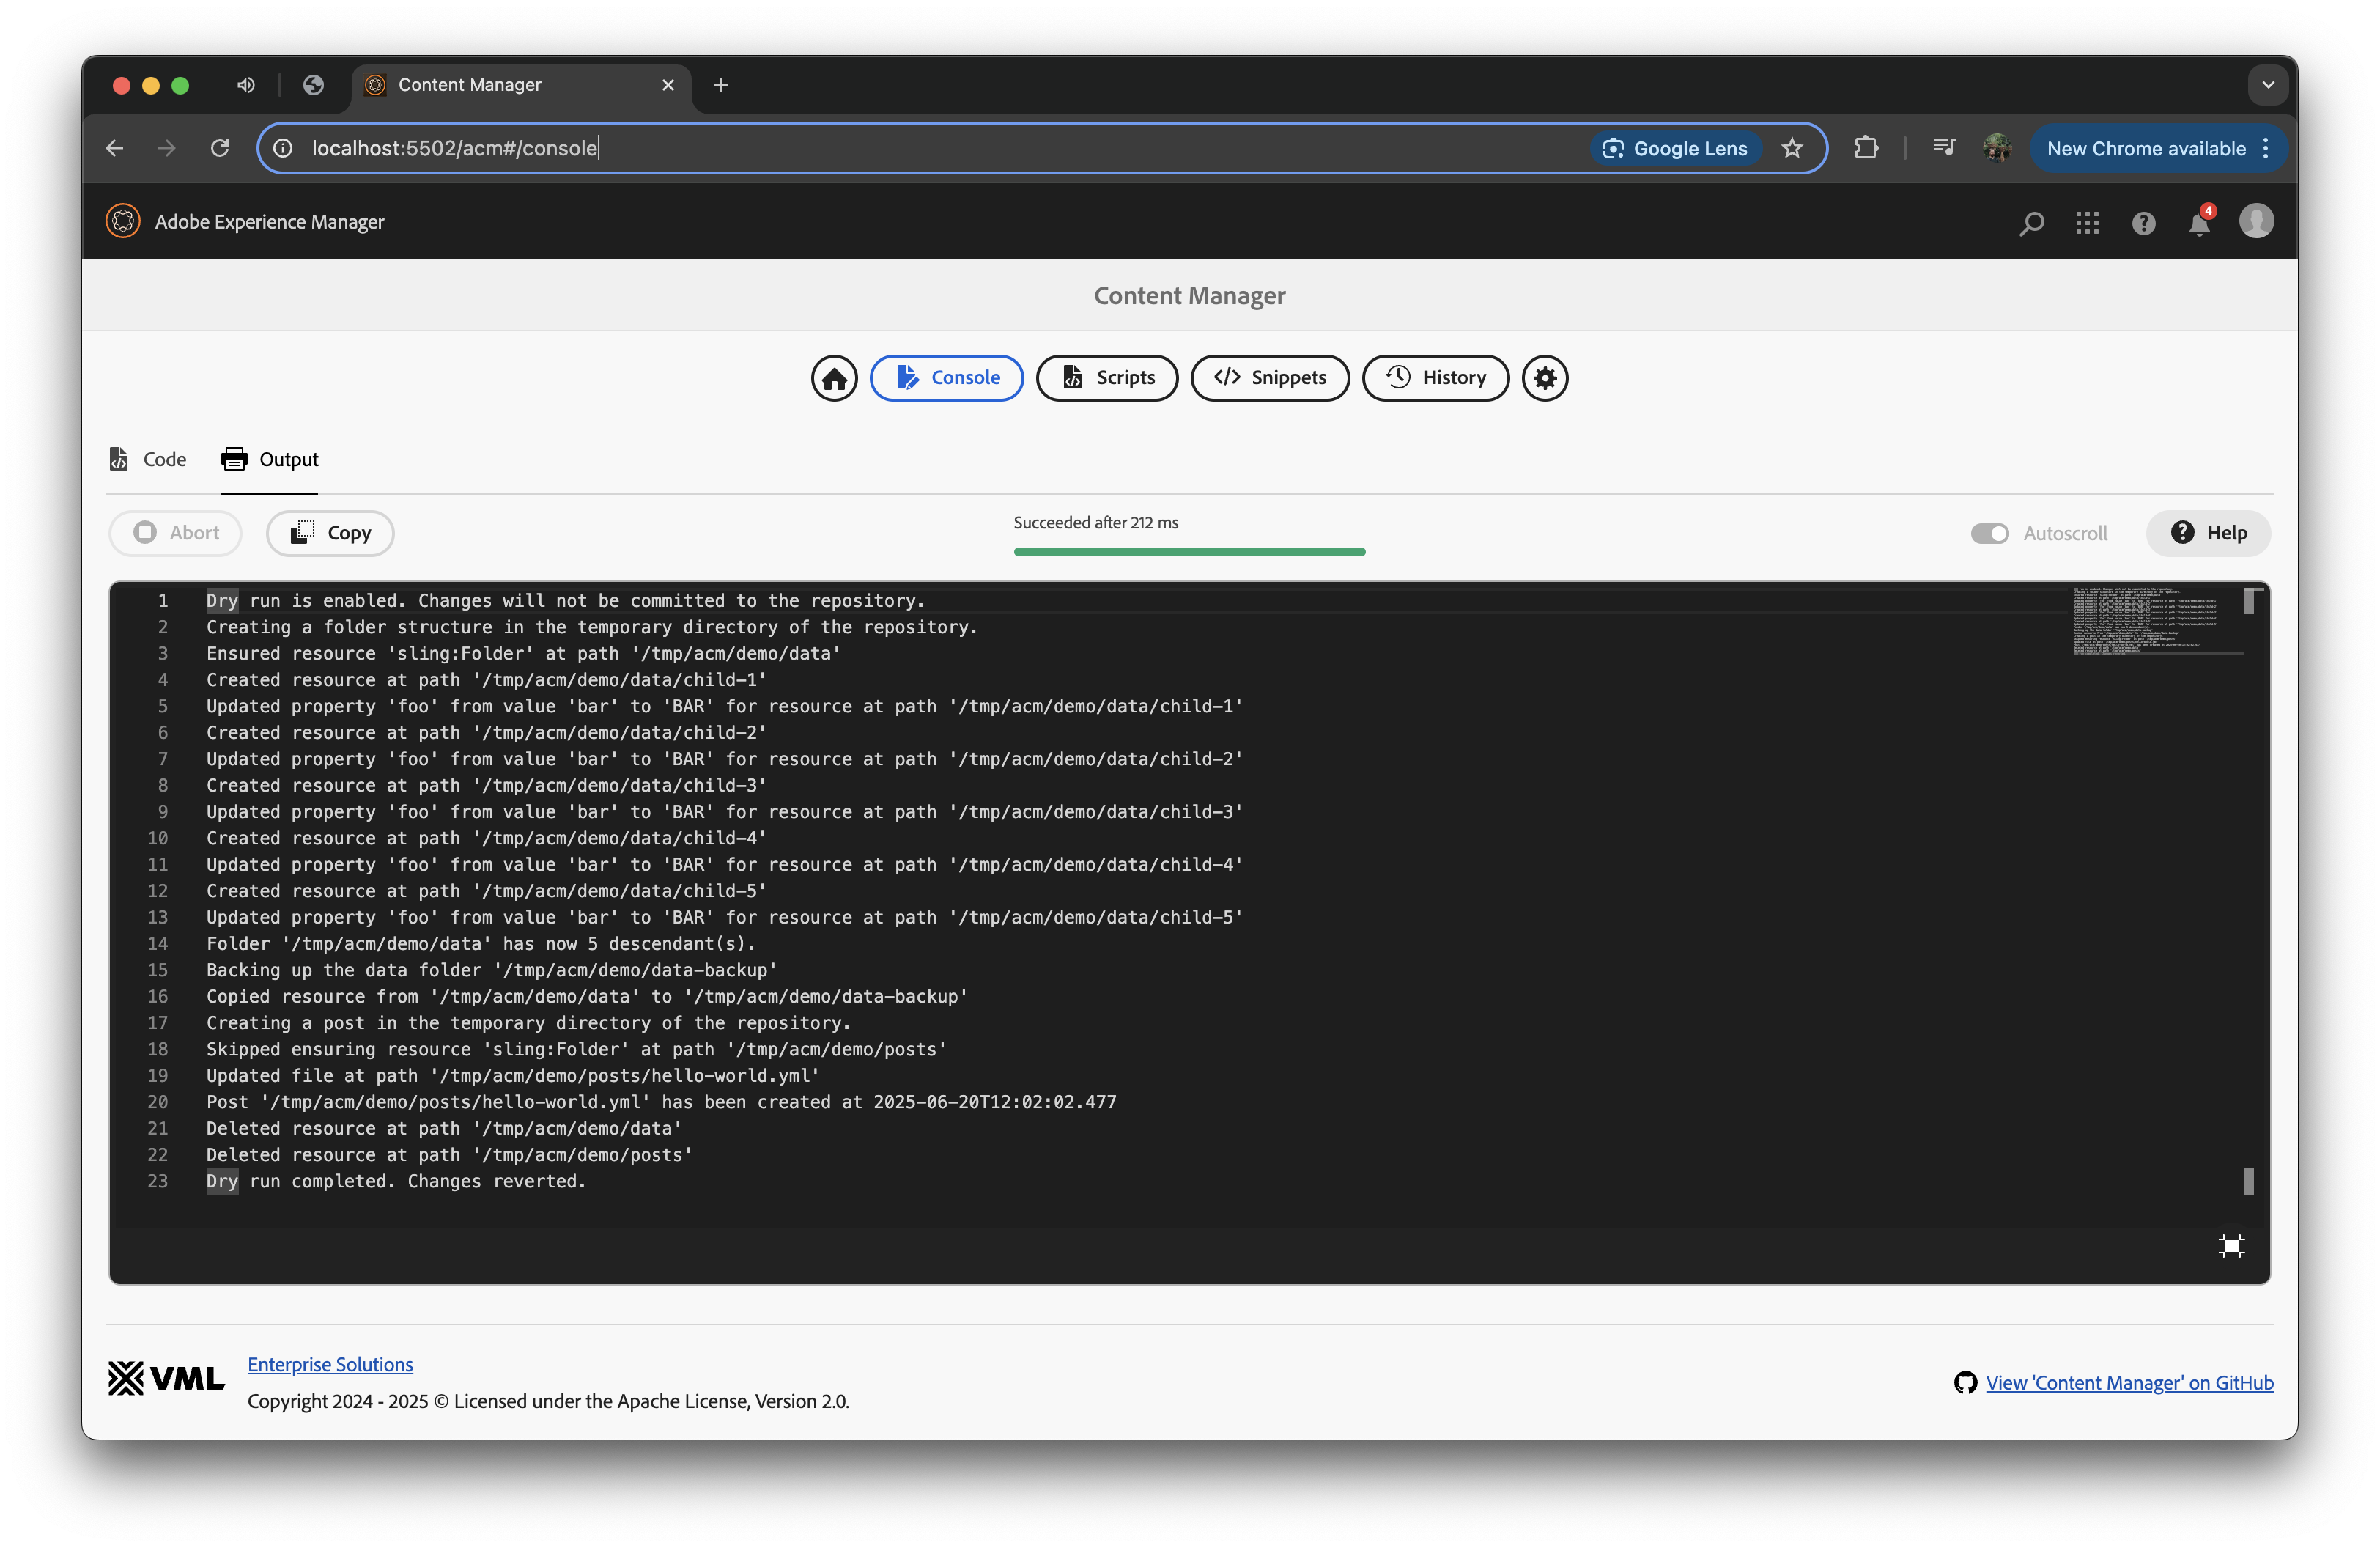 Content Manager
localhost:5502/acm#/console
Google Lens
New Chrome available
Adobe Experience Manager
4
Content Manager
Console
Scripts
Snippets
History
Code
Output
Abort
Copy
Succeeded after 212 ms
Autoscroll
Help
1 Dry run is enabled. Changes will not be committed to the repository.
2 Creating a folder structure in the temporary directory of the repository.
3 Ensured resource 'sling:Folder' at path '/tmp/acm/demo/data'
4 Created resource at path '/tmp/acm/demo/data/child-1'
5 Updated property 'foo' from value 'bar' to 'BAR' for resource at path '/tmp/acm/demo/data/child-1'
6 Created resource at path '/tmp/acm/demo/data/child-2'
7 Updated property 'foo' from value 'bar' to 'BAR' for resource at path '/tmp/acm/demo/data/child-2'
8 Created resource at path '/tmp/acm/demo/data/child-3'
9 Updated property 'foo' from value 'bar' to 'BAR' for resource at path '/tmp/acm/demo/data/child-3'
10 Created resource at path '/tmp/acm/demo/data/child-4'
11 Updated property 'foo' from value 'bar' to 'BAR' for resource at path '/tmp/acm/demo/data/child-4'
12 Created resource at path '/tmp/acm/demo/data/child-5'
13 Updated property 'foo' from value 'bar' to 'BAR' for resource at path '/tmp/acm/demo/data/child-5'
14 Folder '/tmp/acm/demo/data' has now 5 descendant(s).
15 Backing up the data folder '/tmp/acm/demo/data-backup'
16 Copied resource from '/tmp/acm/demo/data' to '/tmp/acm/demo/data-backup'
17 Creating a post in the temporary directory of the repository.
18 Skipped ensuring resource 'sling:Folder' at path '/tmp/acm/demo/posts'
19 Updated file at path '/tmp/acm/demo/posts/hello-world.yml'
20 Post '/tmp/acm/demo/posts/hello-world.yml' has been created at 2025-06-20T12:02:02.477
21 Deleted resource at path '/tmp/acm/demo/data'
22 Deleted resource at path '/tmp/acm/demo/posts'
23 Dry run completed. Changes reverted.
VML
Enterprise Solutions
Copyright 2024 - 2025 © Licensed under the Apache License, Version 2.0.
View 'Content Manager' on GitHub